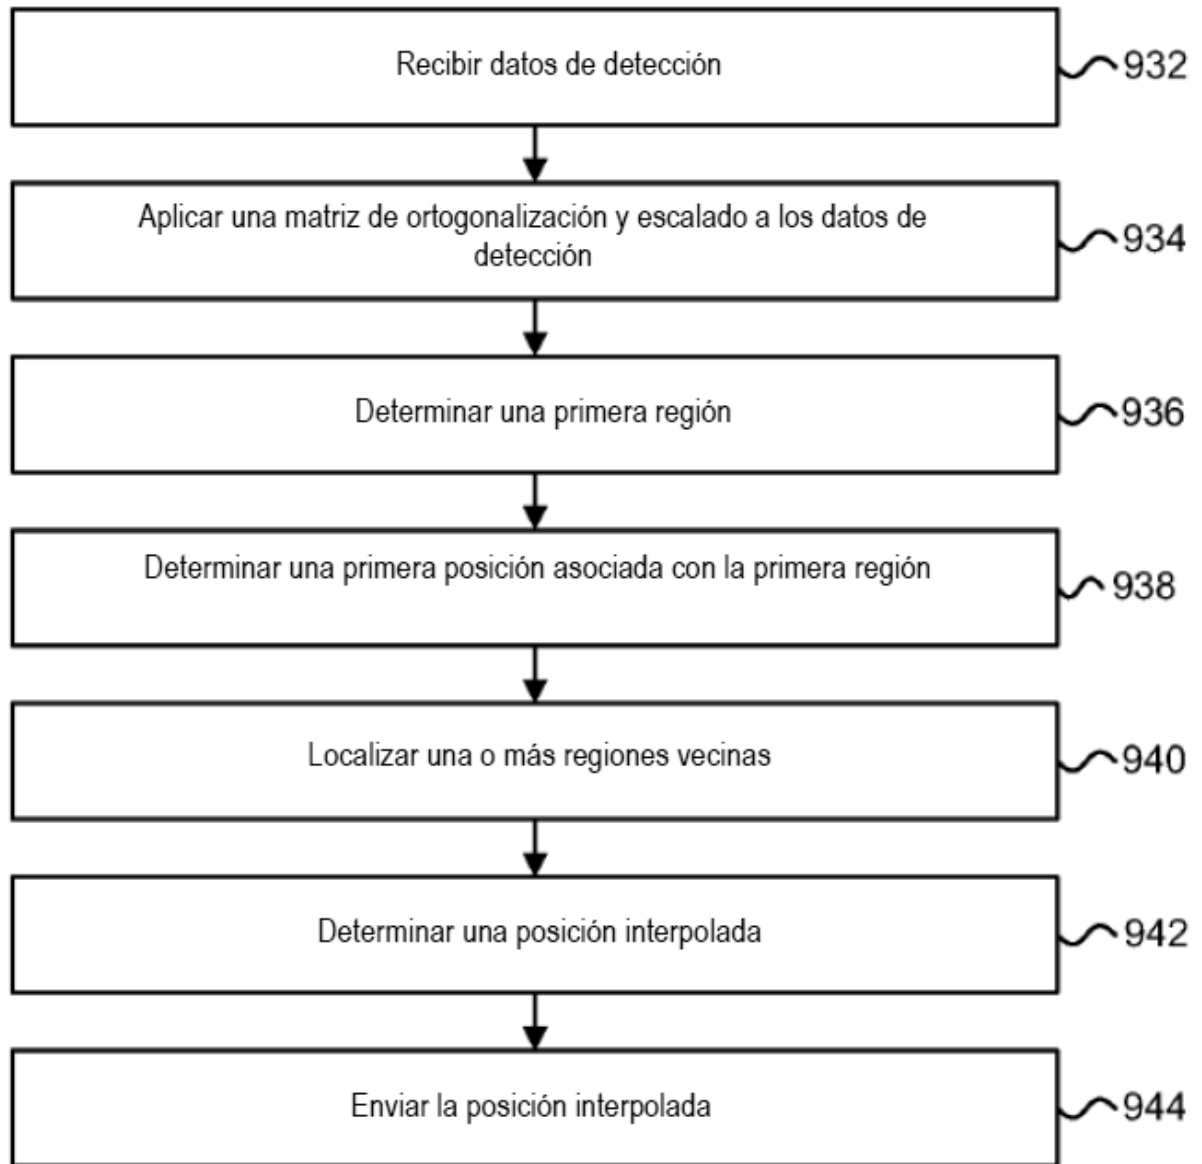 Recibir datos de detección
932
Aplicar una matriz de ortogonalización y escalado a los datos de
detección
934
Determinar una primera región
936
Determinar una primera posición asociada con la primera región
938
Localizar una o más regiones vecinas
940
Determinar una posición interpolada
942
Enviar la posición interpolada
944